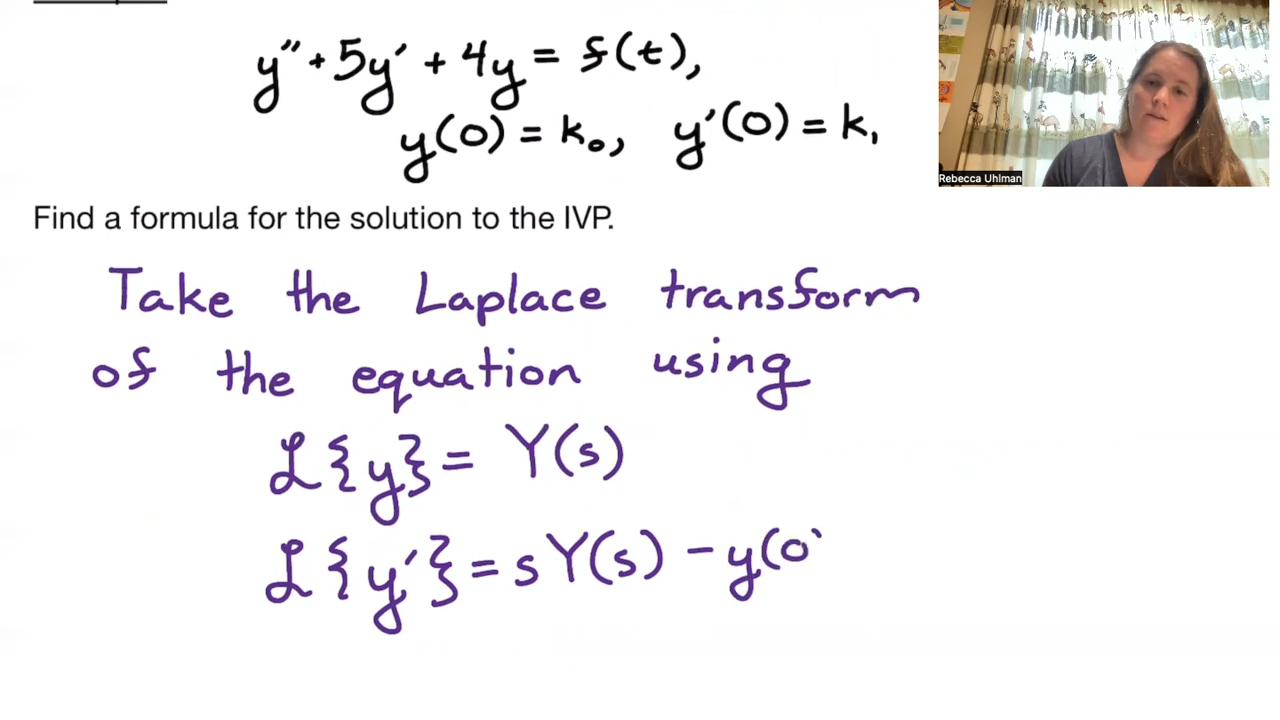 y'' + 5y' + 4y = f(t),
y(0) = k₀, y'(0) = k₁
Rebecca Uhlman
Find a formula for the solution to the IVP.
Take the Laplace transform
of the equation using
ℒ{y} = Y(s)
ℒ{y'} = sY(s) - y(0